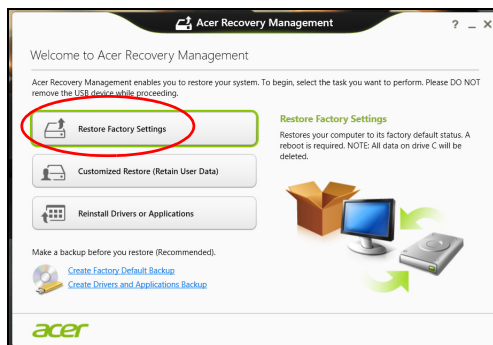 Acer Recovery Management
Welcome to Acer Recovery Management
Acer Recovery Management enables you to restore your system. To begin, select the task you want to perform. Please DO NOT
remove the USB device while proceeding.
Restore Factory Settings
Customized Restore (Retain User Data)
Reinstall Drivers or Applications
Restore Factory Settings
Restores your computer to its factory default status. A
reboot is required. NOTE: All data on drive C will be
deleted.
Make a backup before you restore (Recommended).
Create Factory Default Backup
Create Drivers and Applications Backup
acer